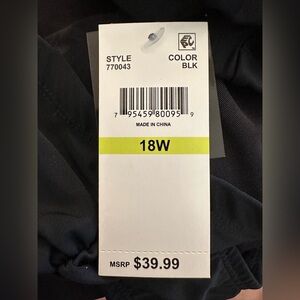 STYLE COLOR
770043 BLK
7 95459 80095 9
MADE IN CHINA
18W
MSRP $39.99